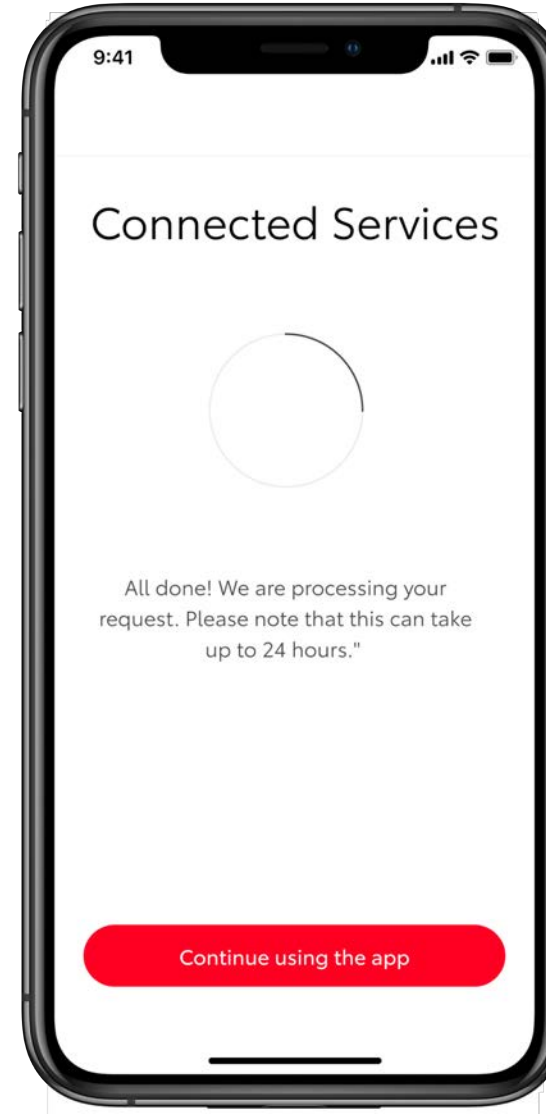 9:41
Connected Services
All done! We are processing your
request. Please note that this can take
up to 24 hours."
Continue using the app